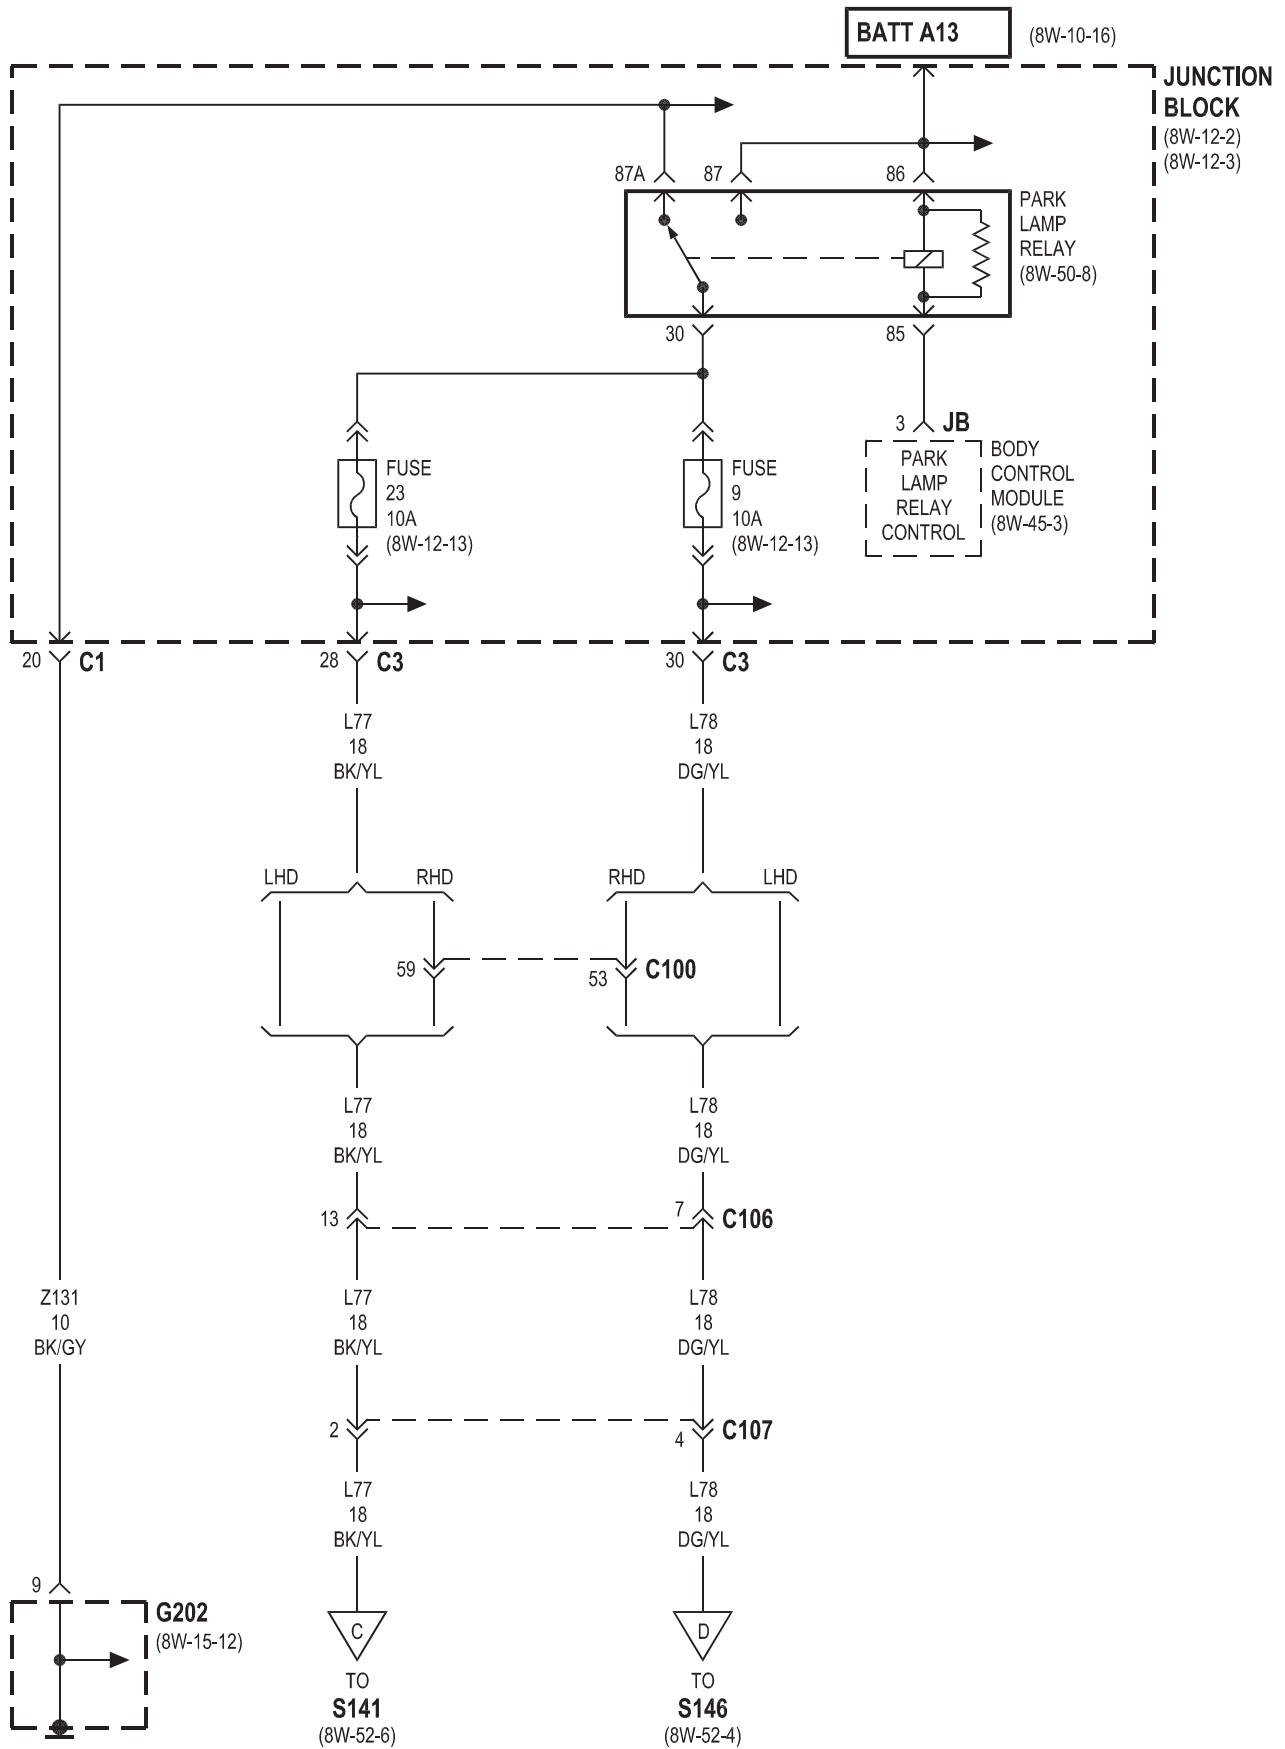 BATT A13
(8W-10-16)
JUNCTION
BLOCK
(8W-12-2)
(8W-12-3)
87A
87
86
PARK
LAMP
RELAY
(8W-50-8)
30
85
3
JB
FUSE
23
10A
(8W-12-13)
FUSE
9
10A
(8W-12-13)
PARK
LAMP
RELAY
CONTROL
BODY
CONTROL
MODULE
(8W-45-3)
20
C1
28
C3
30
C3
L77
18
BK/YL
L78
18
DG/YL
LHD
RHD
RHD
LHD
59
53
C100
L77
18
BK/YL
L78
18
DG/YL
13
7
C106
Z131
10
BK/GY
L77
18
BK/YL
L78
18
DG/YL
2
4
C107
L77
18
BK/YL
L78
18
DG/YL
9
G202
(8W-15-12)
C
TO
S141
(8W-52-6)
D
TO
S146
(8W-52-4)